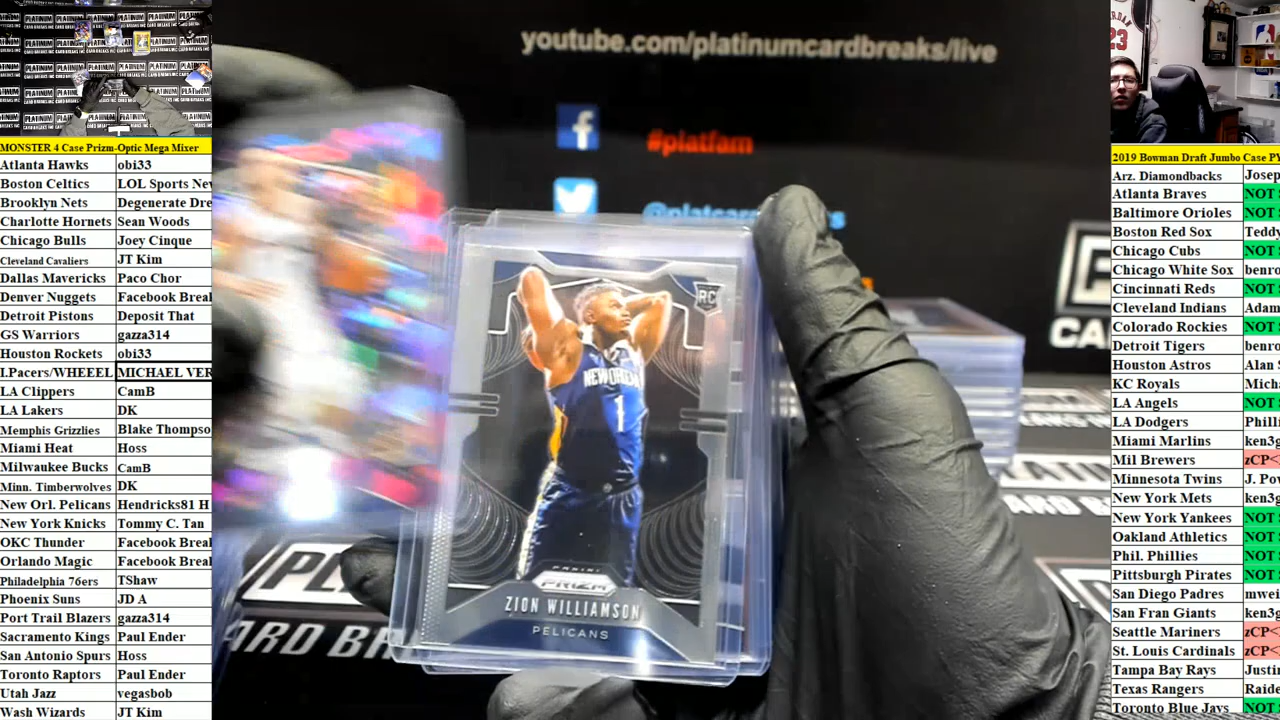 youtube.com/platin breaks/live
#platfam
@platcard s
MONSTER 4 Case Prizm-Optic Mega Mixer
Atlanta Hawks obi33
Boston Celtics LOL Sports Nev
Brooklyn Nets Degenerate Dre
Charlotte Hornets Sean Woods
Chicago Bulls Joey Cinque
Cleveland Cavaliers JT Kim
Dallas Mavericks Paco Chor
Denver Nuggets Facebook Breal
Detroit Pistons Deposit That
GS Warriors gazza314
Houston Rockets obi33
I.Pacers/WHEEEL MICHAEL VER
LA Clippers CamB
LA Lakers DK
Memphis Grizzlies Blake Thompso
Miami Heat Hoss
Milwaukee Bucks CamB
Minn. Timberwolves DK
New Orl. Pelicans Hendricks81 H
New York Knicks Tommy C. Tan
OKC Thunder Facebook Breal
Orlando Magic Facebook Breal
Philadelphia 76ers TShaw
Phoenix Suns JD A
Port Trail Blazers gazza314
Sacramento Kings Paul Ender
San Antonio Spurs Hoss
Toronto Raptors Paul Ender
Utah Jazz vegasbob
Wash Wizards JT Kim
RC
NEW ORLEA
1
PANINI
PRIZM
ZION WILLIAMSON
PELICANS
23
2019 Bowman Draft Jumbo Case PY
Arz. Diamondbacks Josep
Atlanta Braves NOT
Baltimore Orioles NOT
Boston Red Sox Teddy
Chicago Cubs NOT
Chicago White Sox benro
Cincinnati Reds NOT
Cleveland Indians Adam
Colorado Rockies NOT
Detroit Tigers benro
Houston Astros Alan
KC Royals Micha
LA Angels NOT
LA Dodgers Philli
Miami Marlins ken3g
Mil Brewers zCP<
Minnesota Twins J. Pov
New York Mets ken3g
New York Yankees NOT
Oakland Athletics NOT
Phil. Phillies NOT
Pittsburgh Pirates NOT
San Diego Padres mwei
San Fran Giants ken3g
Seattle Mariners zCP<
St. Louis Cardinals zCP<
Tampa Bay Rays Justin
Texas Rangers Raide
Toronto Blue Jays NOT